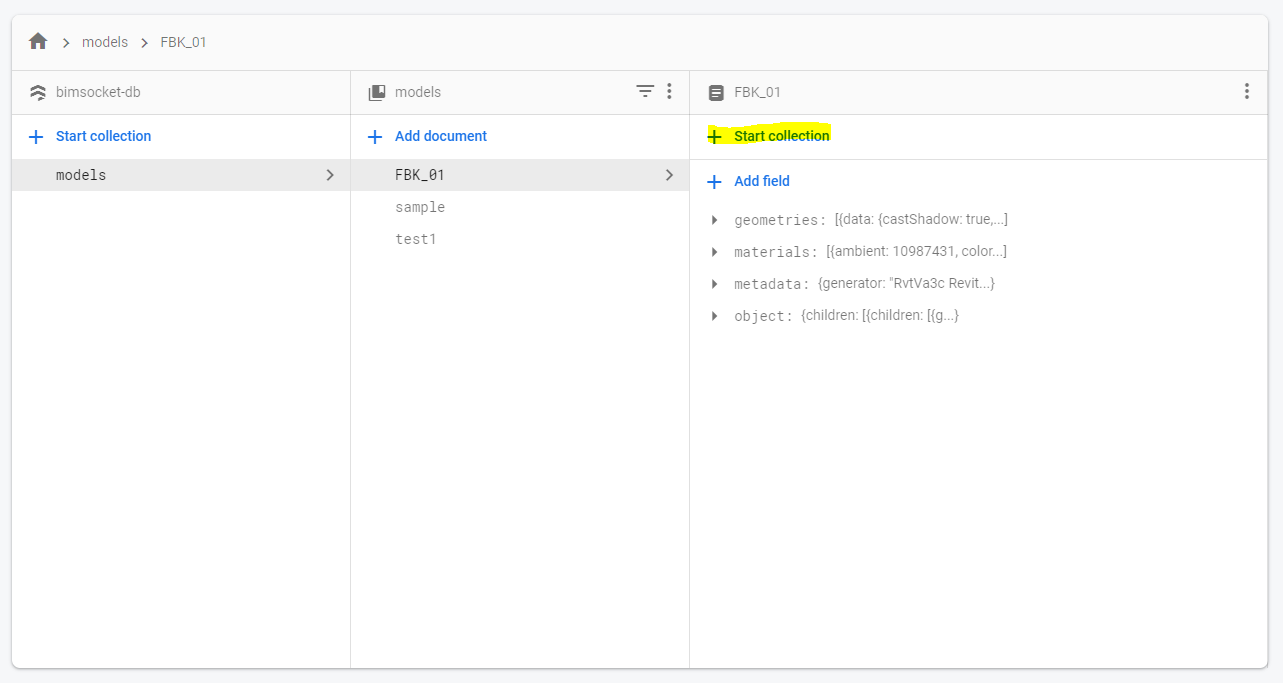 models FBK_01
bimsocket-db
Start collection
models
models
Add document
FBK_01
sample
test1
FBK_01
Start collection
Add field
geometries: [{data: {castShadow: true,...]
materials: [{ambient: 10987431, color...]
metadata: {generator: "RvtVa3c Revit...}
object: {children: [{children: [{g...}